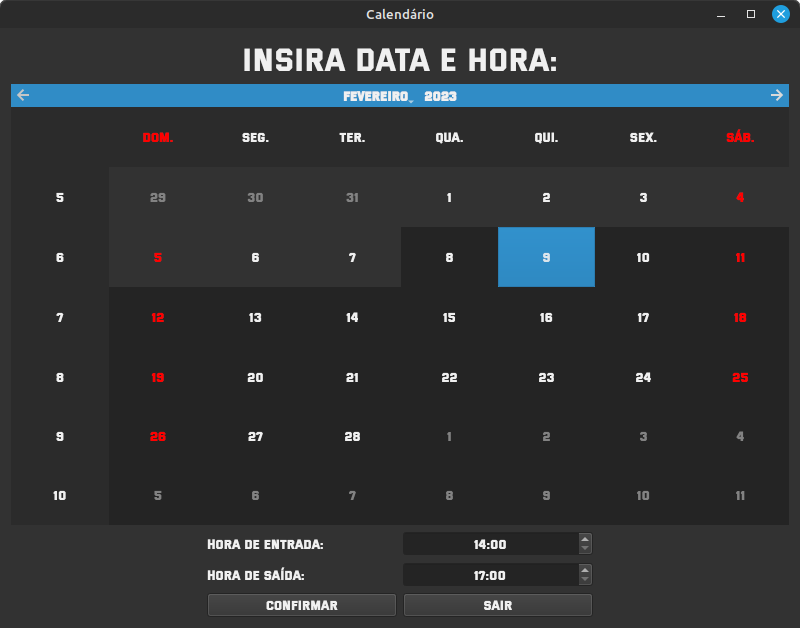 Calendário
INSIRA DATA E HORA:
FEVEREIRO 2023
DOM. SEG. TER. QUA. QUI. SEX. SÁB.
5 29 30 31 1 2 3 4
6 5 6 7 8 9 10 11
7 12 13 14 15 16 17 18
8 19 20 21 22 23 24 25
9 26 27 28 1 2 3 4
10 5 6 7 8 9 10 11
HORA DE ENTRADA: 14:00
HORA DE SAÍDA: 17:00
CONFIRMAR SAIR